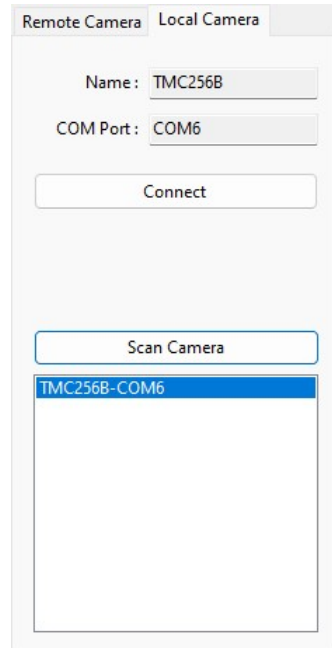 Remote Camera Local Camera
Name : TMC256B
COM Port : COM6
Connect
Scan Camera
TMC256B-COM6